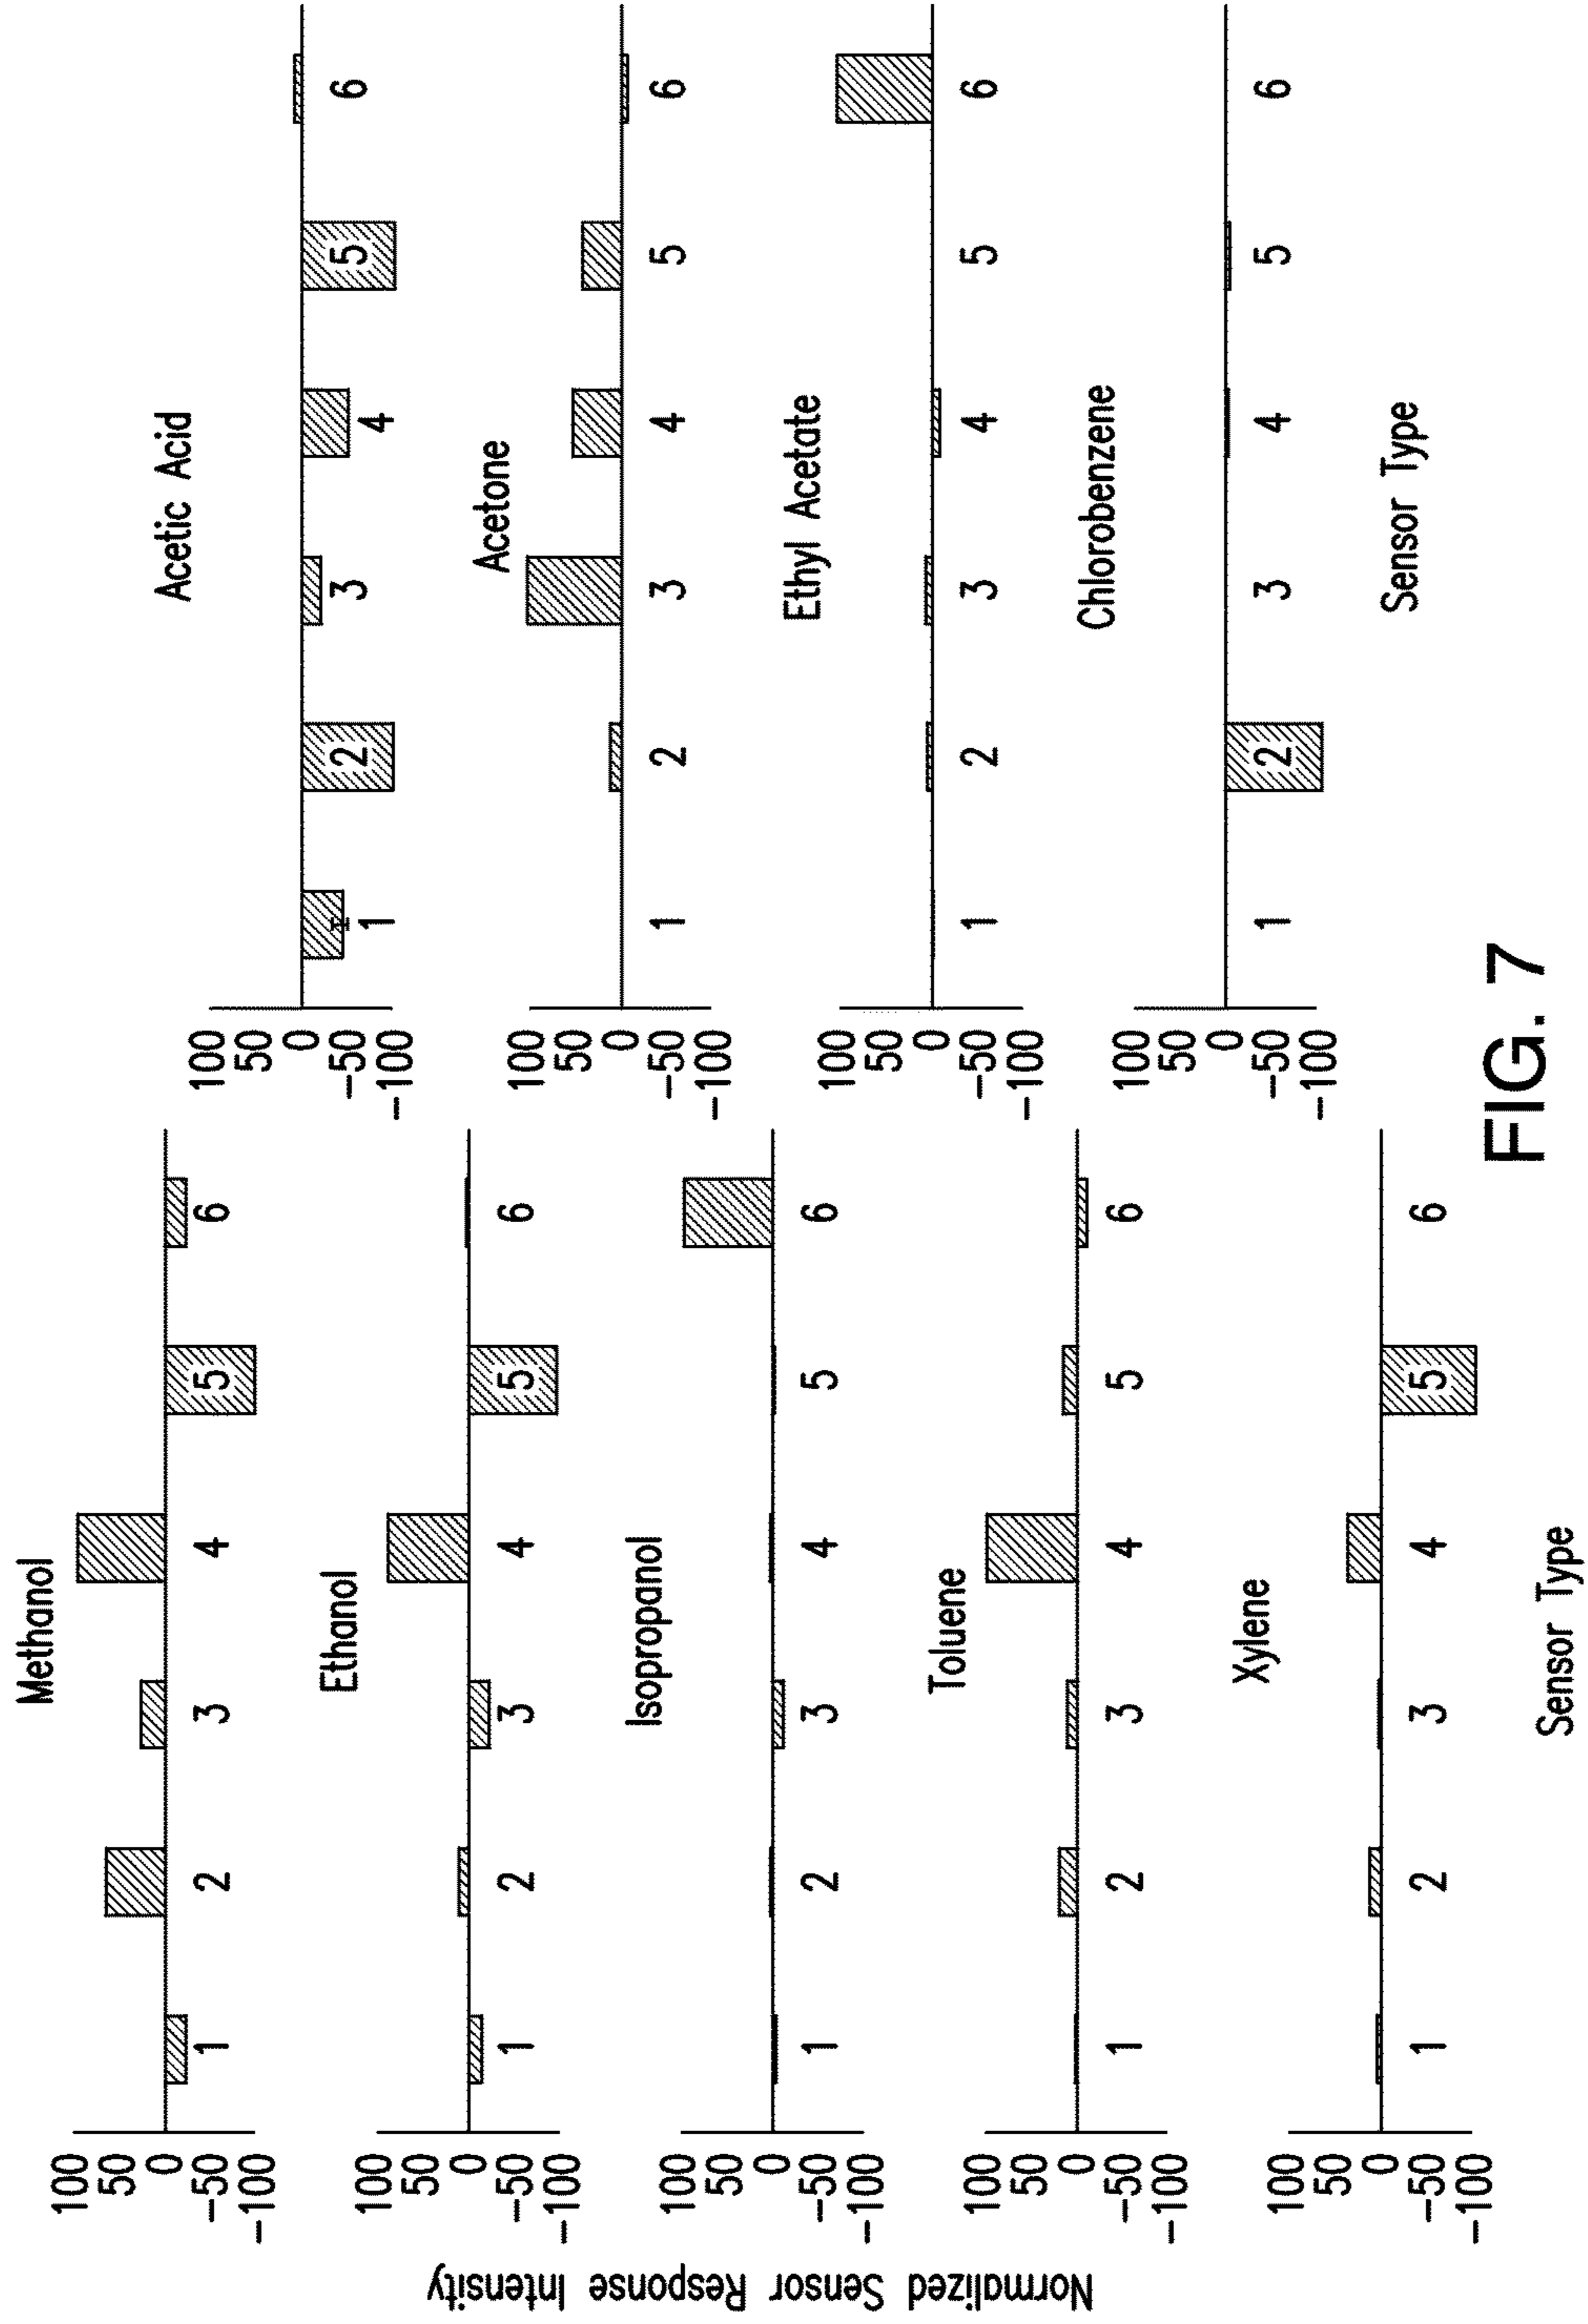 Normalized Sensor Response Intensity
Methanol
100
50
0
-50
-100
1 2 3 4 5 6
Ethanol
100
50
0
-50
-100
1 2 3 4 5 6
Isopropanol
100
50
0
-50
-100
1 2 3 4 5 6
Toluene
100
50
0
-50
-100
1 2 3 4 5 6
Xylene
100
50
0
-50
-100
1 2 3 4 5 6
Sensor Type
Acetic Acid
100
50
0
-50
-100
1 2 3 4 5 6
Acetone
100
50
0
-50
-100
1 2 3 4 5 6
Ethyl Acetate
100
50
0
-50
-100
1 2 3 4 5 6
Chlorobenzene
100
50
0
-50
-100
1 2 3 4 5 6
Sensor Type
FIG. 7